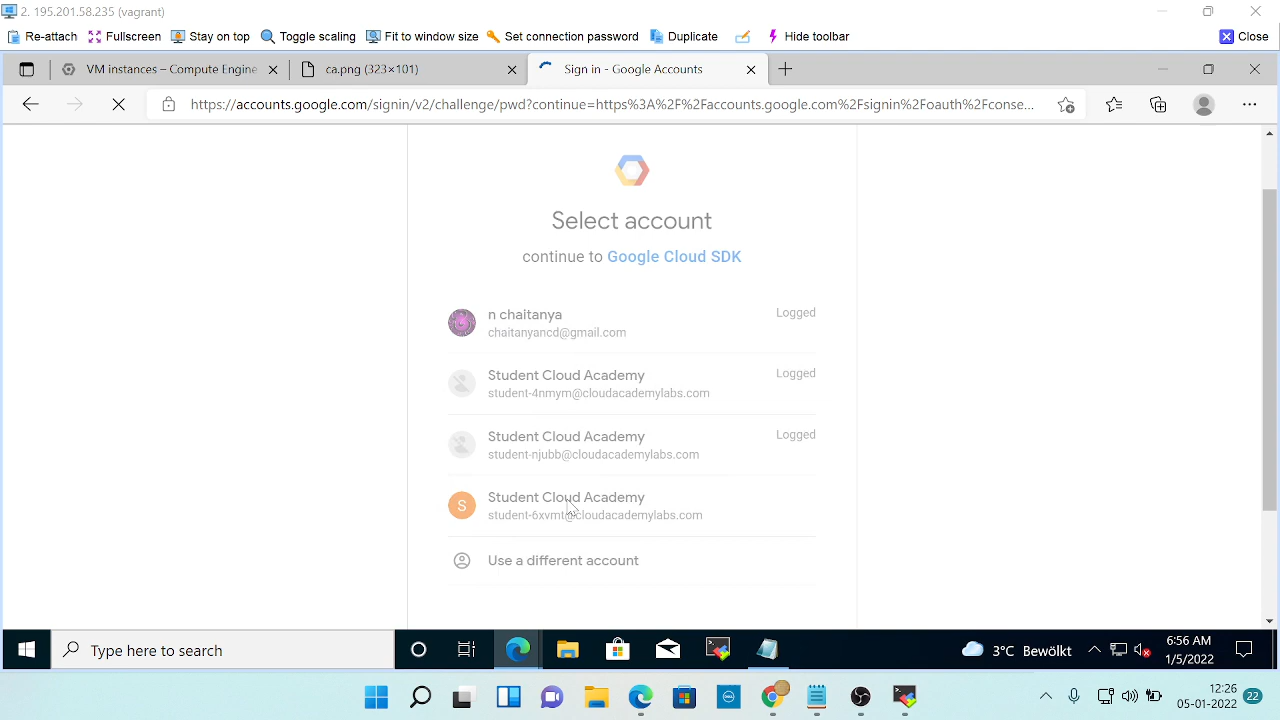 2. 195.201.58.235 (vagrant)
Re-attach Fullscreen Stay on top Toggle scaling Fit to window size Set connection password Duplicate Hide toolbar Close
VM instances – Compute Engine ca.png (323×101) Sign in - Google Accounts
https://accounts.google.com/signin/v2/challenge/pwd?continue=https%3A%2F%2Faccounts.google.com%2Fsignin%2Foauth%2Fconse...
Select account
continue to Google Cloud SDK
n chaitanya Logged
chaitanyancd@gmail.com
Student Cloud Academy Logged
student-4nmym@cloudacademylabs.com
Student Cloud Academy Logged
student-njubb@cloudacademylabs.com
S Student Cloud Academy
student-6xvmt@cloudacademylabs.com
Use a different account
Type here to search 3°C Bewölkt 6:56 AM
1/5/2022
DELL
12:26
05-01-2022 22